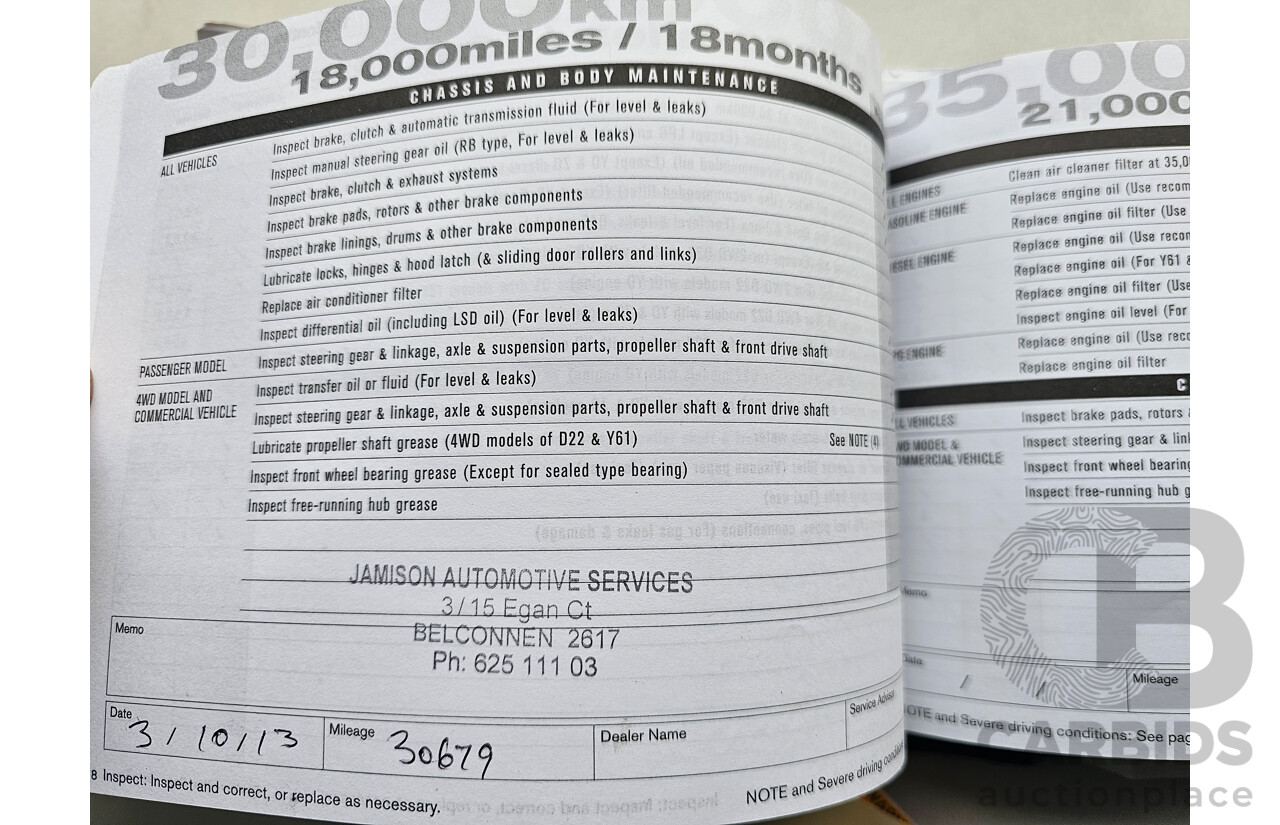 30,000km
18,000miles / 18months
CHASSIS AND BODY MAINTENANCE
ALL VEHICLES
Inspect brake, clutch & automatic transmission fluid (For level & leaks)
Inspect manual steering gear oil (RB type, For level & leaks)
Inspect brake, clutch & exhaust systems
Inspect brake pads, rotors & other brake components
Inspect brake linings, drums & other brake components
Lubricate locks, hinges & hood latch (& sliding door rollers and links)
Replace air conditioner filter
Inspect differential oil (including LSD oil) (For level & leaks)
PASSENGER MODEL
Inspect steering gear & linkage, axle & suspension parts, propeller shaft & front drive shaft
4WD MODEL AND
COMMERCIAL VEHICLE
Inspect transfer oil or fluid (For level & leaks)
Inspect steering gear & linkage, axle & suspension parts, propeller shaft & front drive shaft
Lubricate propeller shaft grease (4WD models of D22 & Y61) See NOTE (4)
Inspect front wheel bearing grease (Except for sealed type bearing)
Inspect free-running hub grease
JAMISON AUTOMOTIVE SERVICES
3/15 Egan Ct
BELCONNEN 2617
Ph: 625 111 03
Memo
Date 3/10/13
Mileage 30679
Dealer Name
Service Advisor
8 Inspect: Inspect and correct, or replace as necessary.
NOTE and Severe driving
35,00
21,000
Clean air cleaner filter at 35,0
ENGINES
Replace engine oil (Use recom
ENGINE
Replace engine oil filter (Use
Replace engine oil (Use recom
ENGINE
Replace engine oil (For Y61 &
Replace engine oil filter (Use
Inspect engine oil level (For
ENGINE
Replace engine oil (Use rec
Replace engine oil filter
C
VEHICLES
Inspect brake pads, rotors
MODEL &
COMMERCIAL VEHICLE
Inspect steering gear & lin
Inspect front wheel bearing
Inspect free-running hub g
Memo
Date
/ /
Mileage
NOTE and Severe driving conditions: See pag
CB
CARBIDS
auctionplace